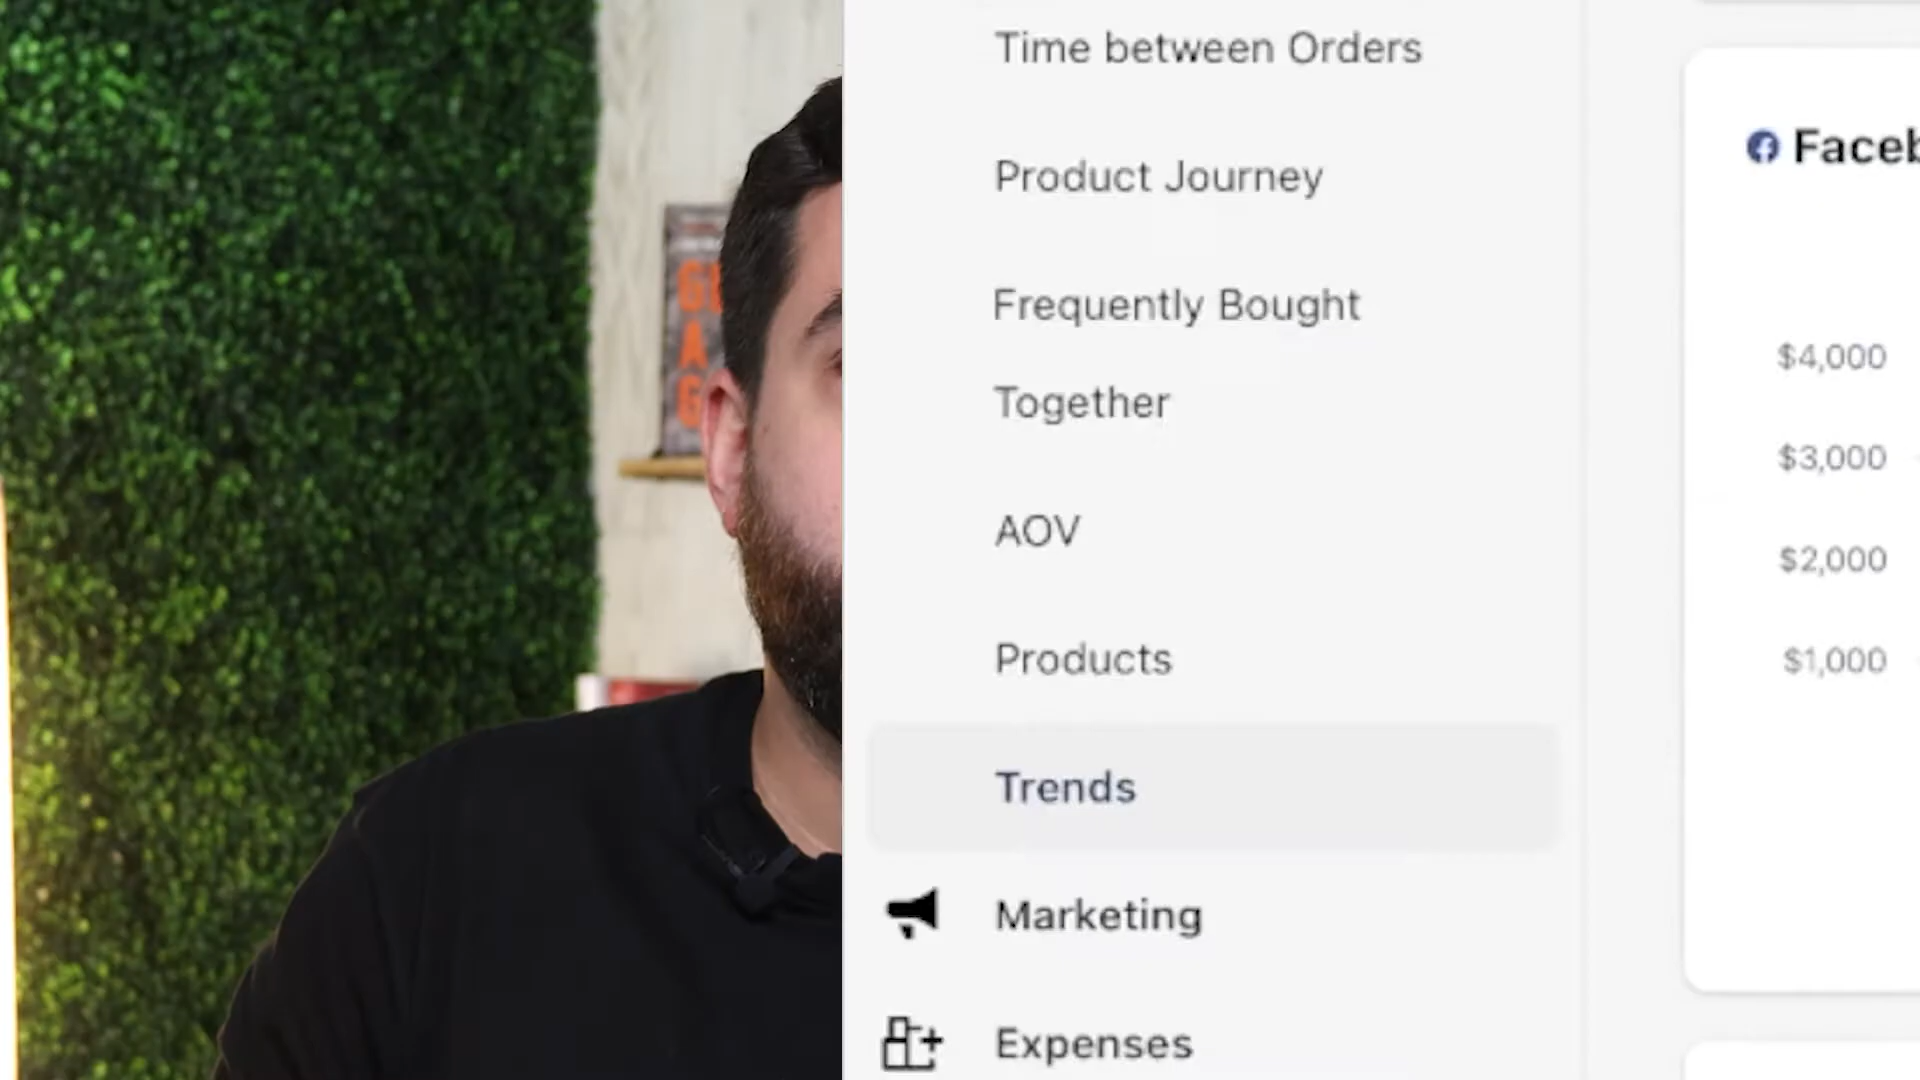 Time between Orders
Product Journey
Frequently Bought
Together
AOV
Products
Trends
Marketing
Expenses
Faceb
$4,000
$3,000
$2,000
$1,000
A
G